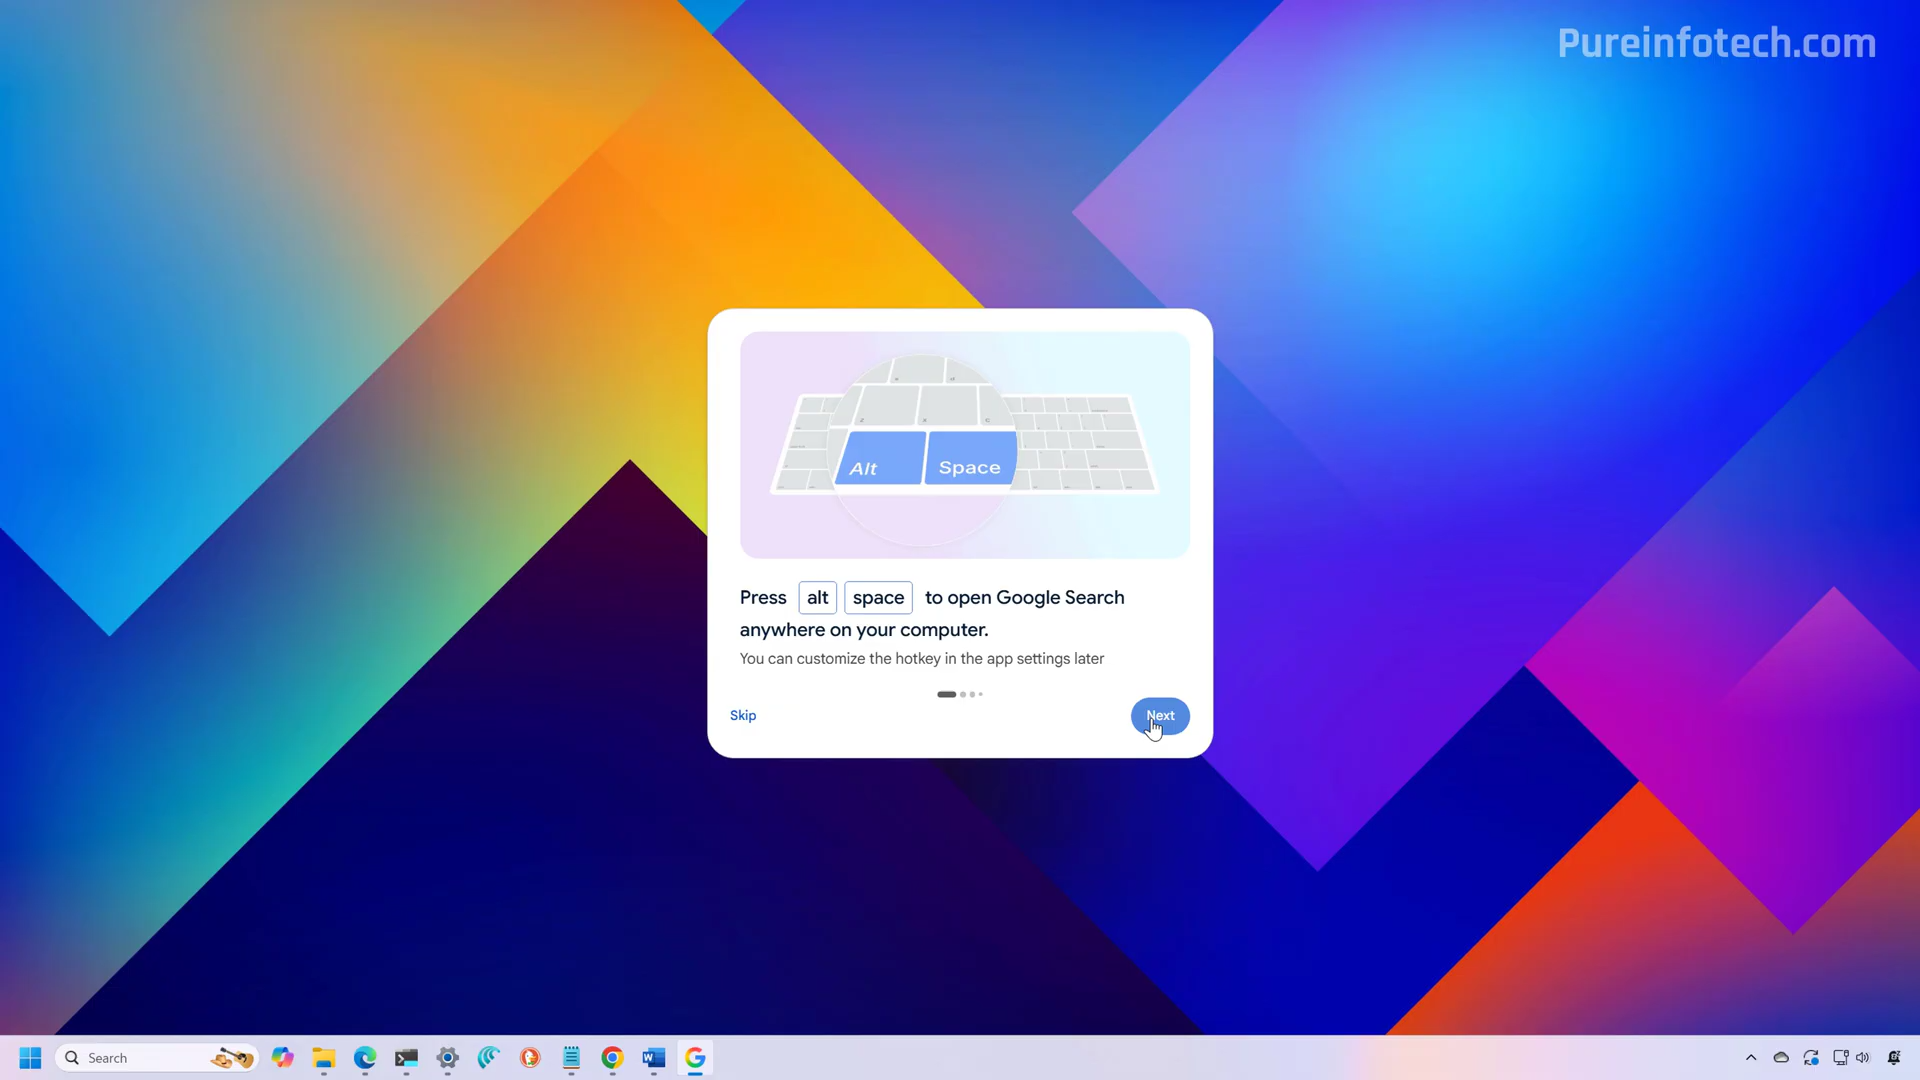 Pureinfotech.com
Alt Space
Press alt space to open Google Search
anywhere on your computer.
You can customize the hotkey in the app settings later
Skip
Next
Search